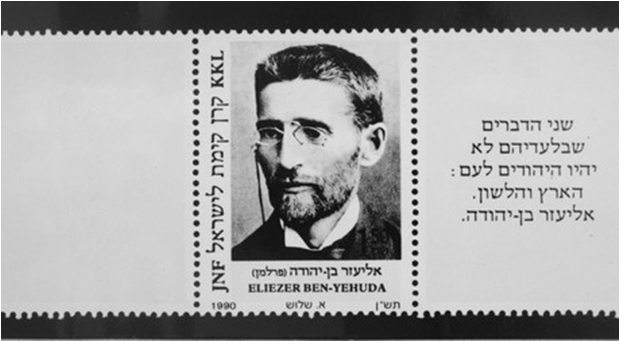 JNF קרן קימת לישראל KKL
אליעזר בן-יהודה (פרלמן)
ELIEZER BEN-YEHUDA
1990 א. שלוש תש״ן
שני הדברים
שבלעדיהם לא
יהיו היהודים לעם:
הארץ והלשון.
אליעזר בן-יהודה.